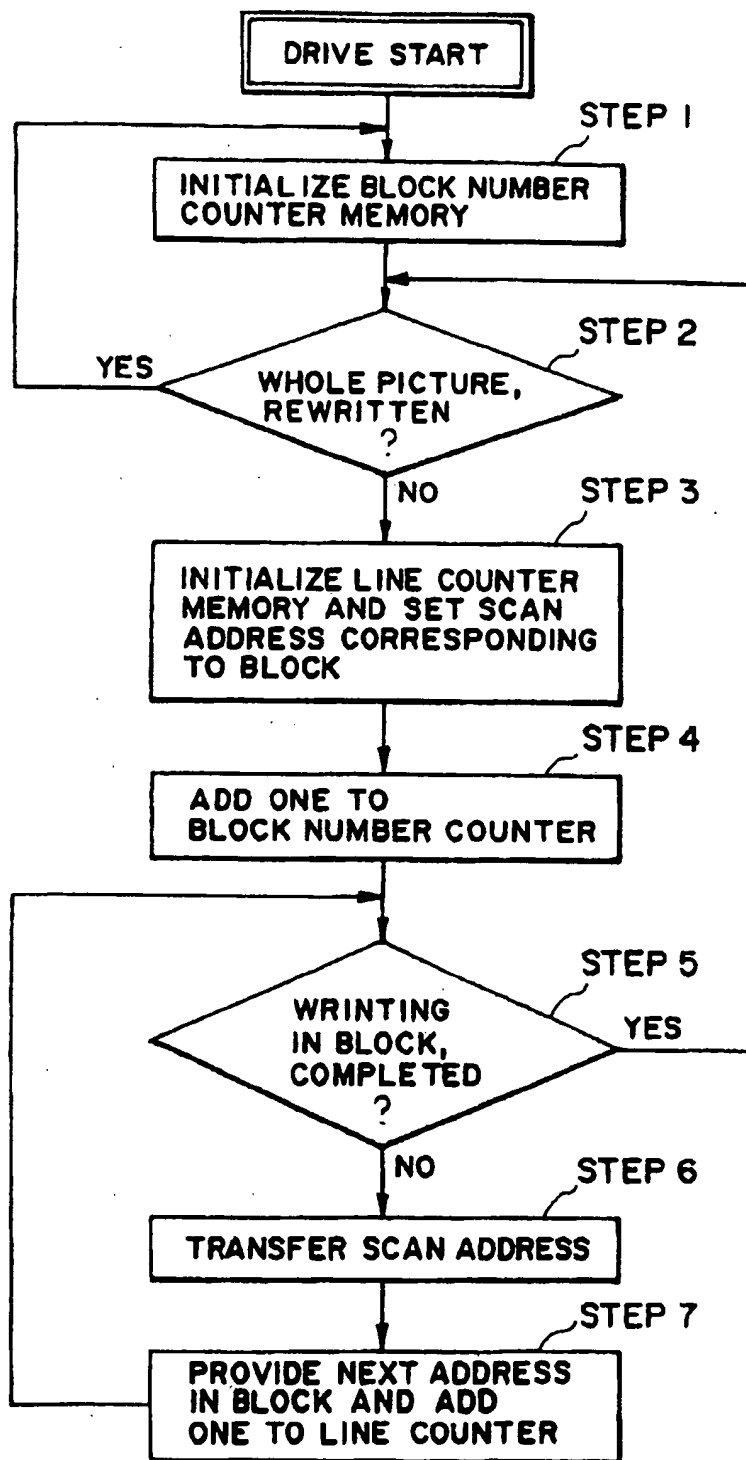 DRIVE START
STEP 1
INITIALIZE BLOCK NUMBER
COUNTER MEMORY
STEP 2
YES
WHOLE PICTURE,
REWRITTEN
?
NO
STEP 3
INITIALIZE LINE COUNTER
MEMORY AND SET SCAN
ADDRESS CORRESPONDING
TO BLOCK
STEP 4
ADD ONE TO
BLOCK NUMBER COUNTER
STEP 5
WRINTING
IN BLOCK,
COMPLETED
?
YES
NO
STEP 6
TRANSFER SCAN ADDRESS
STEP 7
PROVIDE NEXT ADDRESS
IN BLOCK AND ADD
ONE TO LINE COUNTER